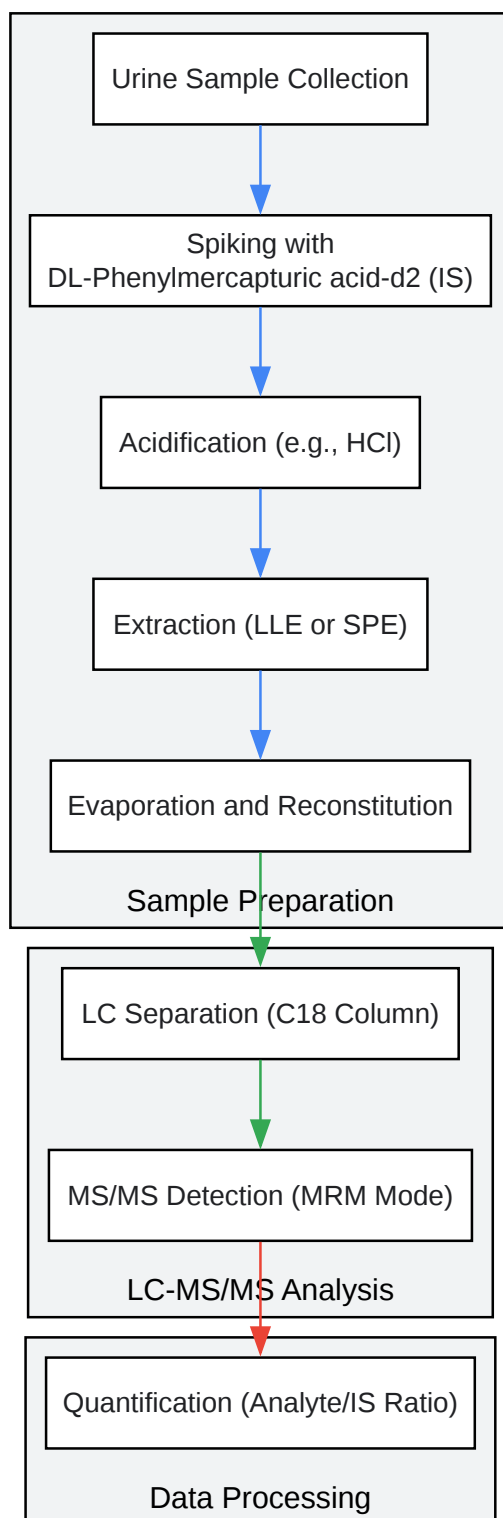 Urine Sample Collection
Spiking with
DL-Phenylmercapturic acid-d2 (IS)
Acidification (e.g., HCl)
Extraction (LLE or SPE)
Evaporation and Reconstitution
Sample Preparation
LC Separation (C18 Column)
MS/MS Detection (MRM Mode)
LC-MS/MS Analysis
Quantification (Analyte/IS Ratio)
Data Processing